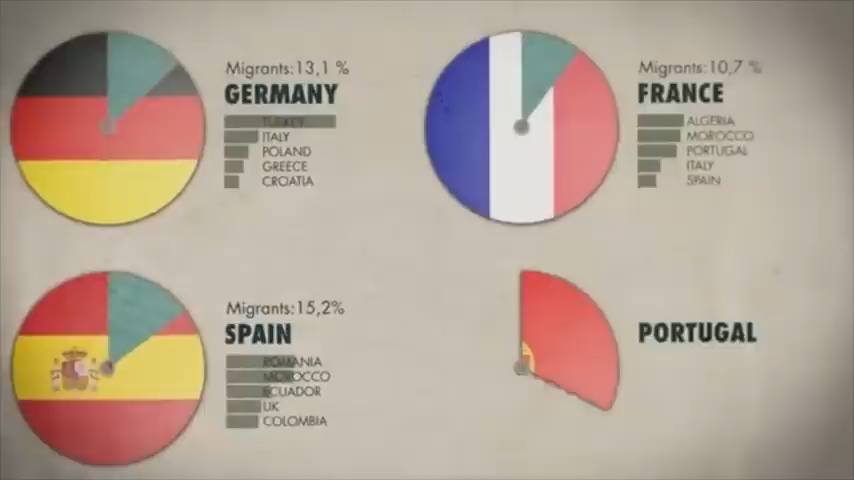 Migrants:13,1 %
GERMANY
TURKEY
ITALY
POLAND
GREECE
CROATIA
Migrants:10,7 %
FRANCE
ALGERIA
MOROCCO
PORTUGAL
ITALY
SPAIN
Migrants:15,2%
SPAIN
ROMANIA
MOROCCO
ECUADOR
UK
COLOMBIA
PORTUGAL